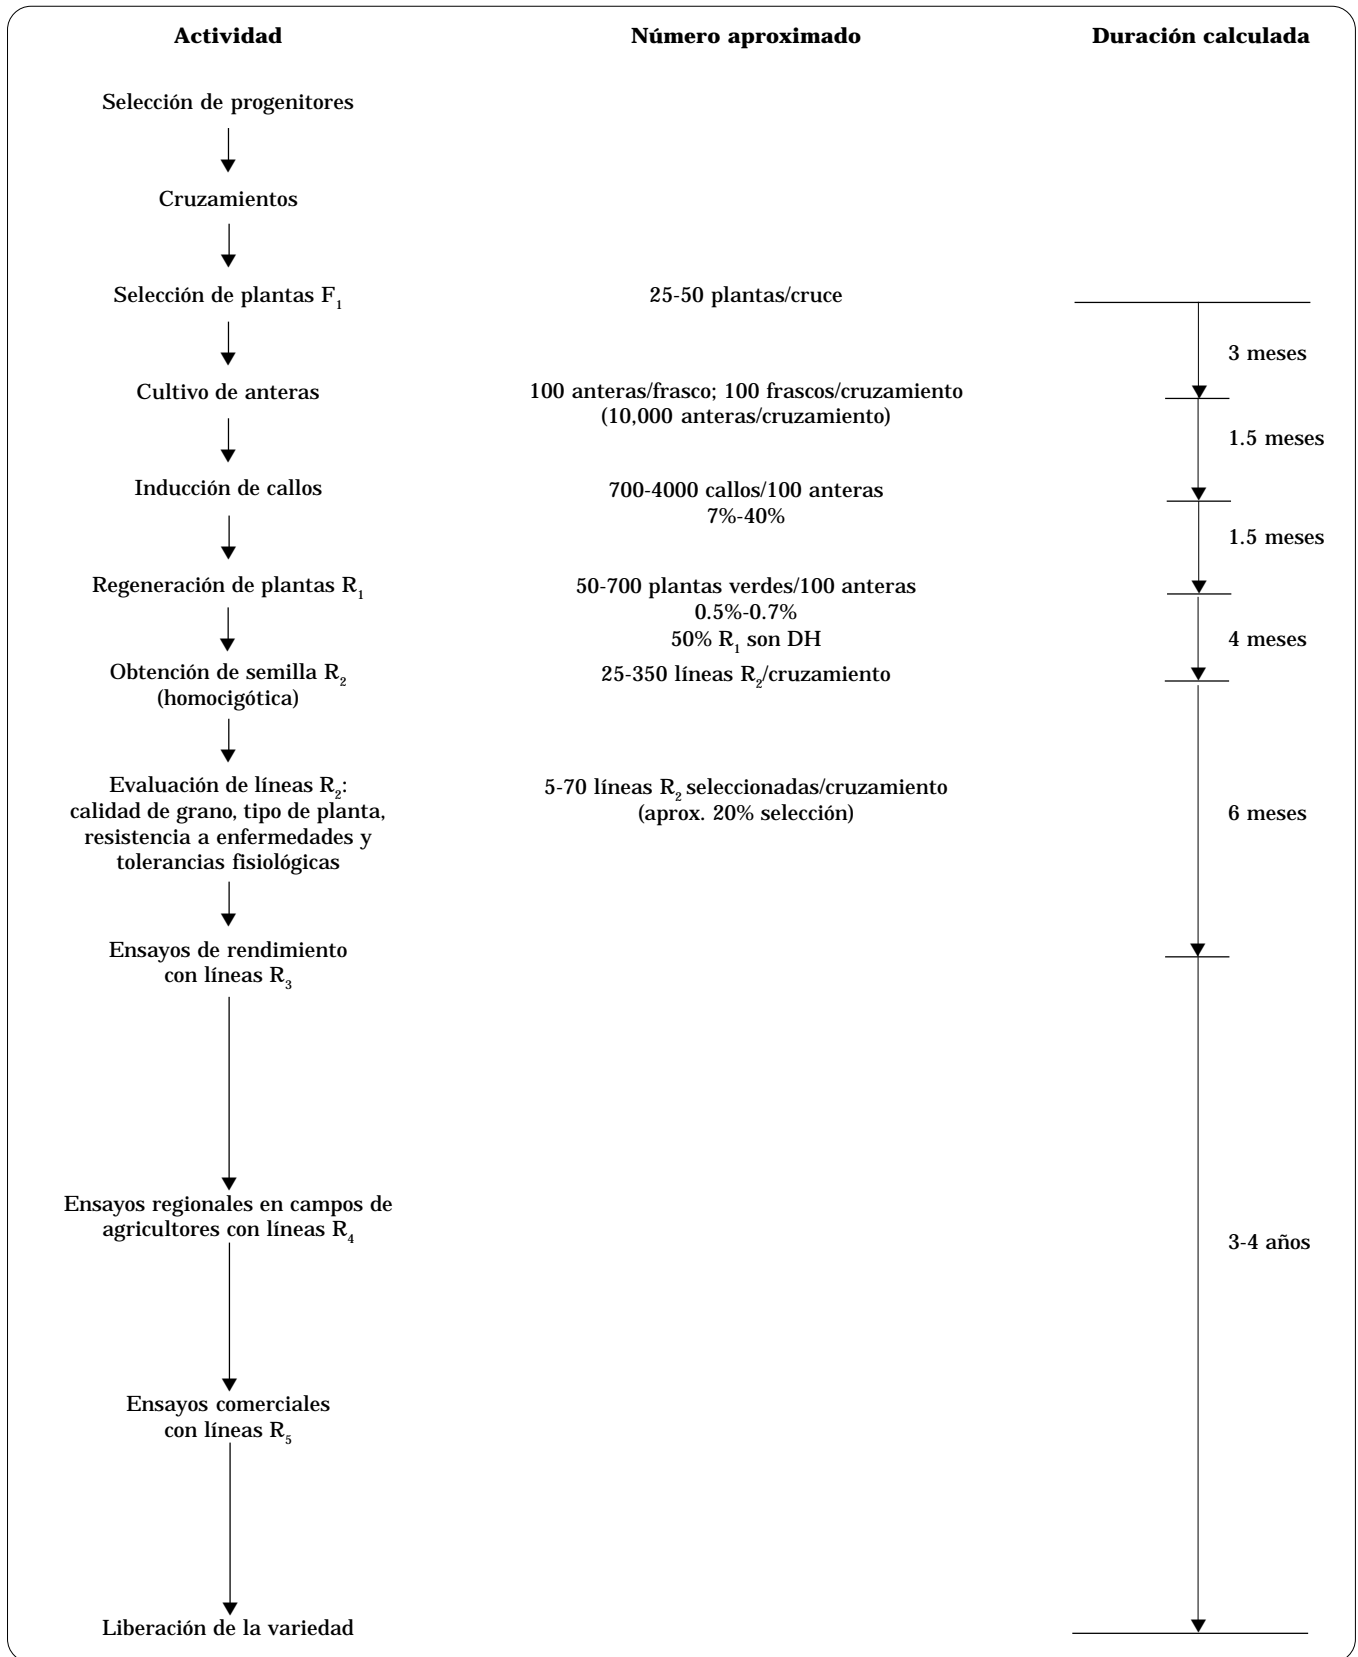 Actividad Número aproximado Duración calculada
Selección de progenitores
Cruzamientos
Selección de plantas F₁ 25-50 plantas/cruce
3 meses
Cultivo de anteras 100 anteras/frasco; 100 frascos/cruzamiento
(10,000 anteras/cruzamiento)
1.5 meses
Inducción de callos 700-4000 callos/100 anteras
7%-40%
1.5 meses
Regeneración de plantas R₁ 50-700 plantas verdes/100 anteras
0.5%-0.7%
50% R₁ son DH 4 meses
Obtención de semilla R₂ 25-350 líneas R₂/cruzamiento
(homocigótica)
Evaluación de líneas R₂: 5-70 líneas R₂ seleccionadas/cruzamiento
calidad de grano, tipo de planta, (aprox. 20% selección) 6 meses
resistencia a enfermedades y
tolerancias fisiológicas
Ensayos de rendimiento
con líneas R₃
Ensayos regionales en campos de
agricultores con líneas R₄
3-4 años
Ensayos comerciales
con líneas R₅
Liberación de la variedad